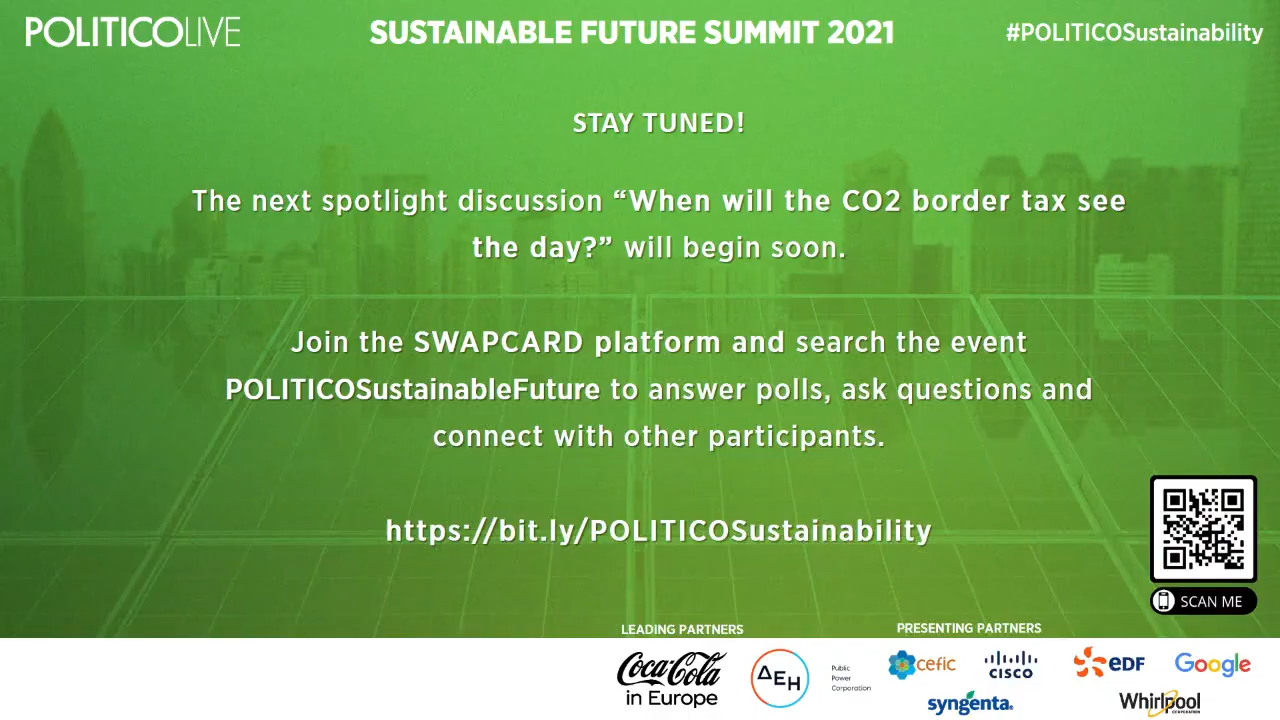 POLITICOLIVE
SUSTAINABLE FUTURE SUMMIT 2021
#POLITICOSustainability
STAY TUNED!
The next spotlight discussion “When will the CO2 border tax see
the day?” will begin soon.
Join the SWAPCARD platform and search the event
POLITICOSustainableFuture to answer polls, ask questions and
connect with other participants.
https://bit.ly/POLITICOSustainability
SCAN ME
LEADING PARTNERS
PRESENTING PARTNERS
Coca-Cola
in Europe
ΔΕΗ
Public
Power
Corporation
cefic
CISCO
EDF
Google
syngenta
Whirlpool
CORPORATION